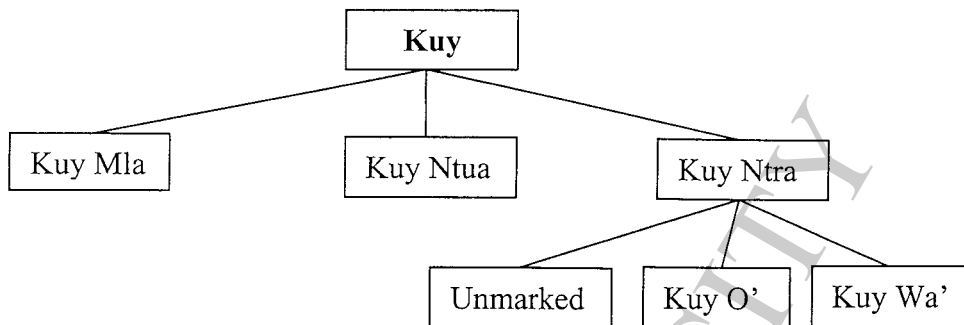 Kuy
Kuy Mla
Kuy Ntua
Kuy Ntra
Unmarked
Kuy O’
Kuy Wa’